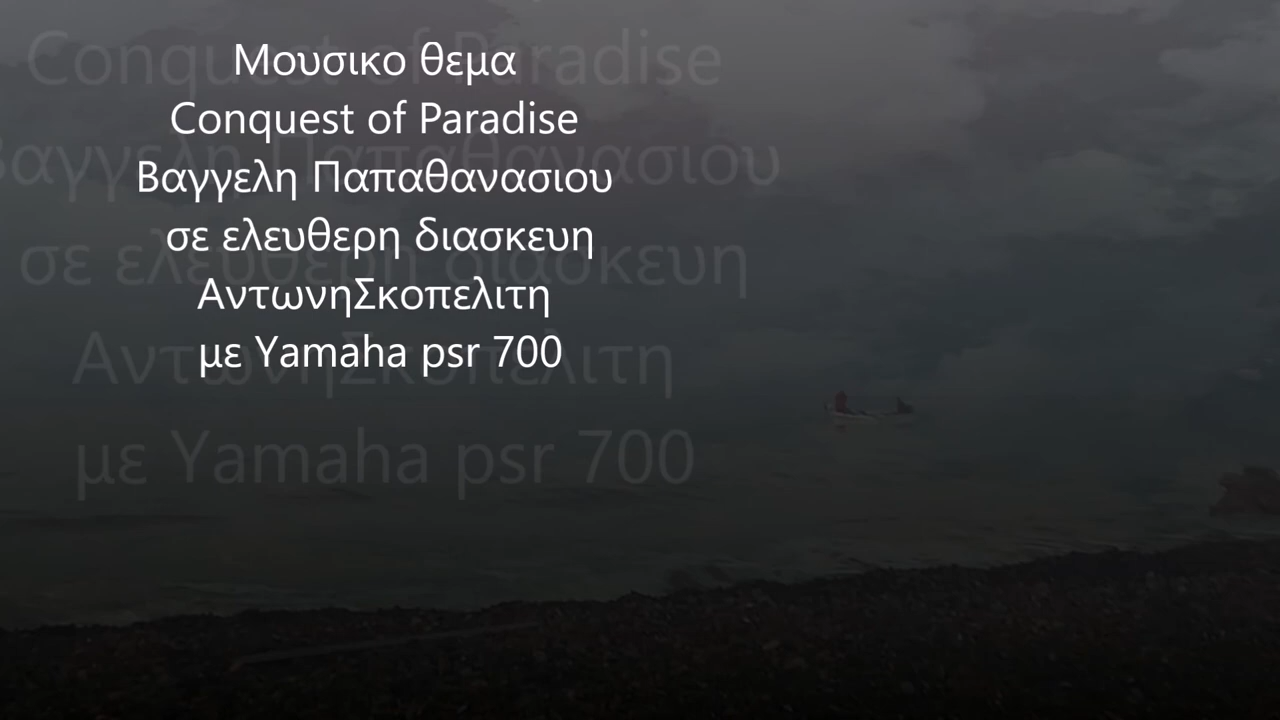 Μουσικο θεμα
Conquest of Paradise
Βαγγελη Παπαθανασιου
σε ελευθερη διασκευη
ΑντωνηΣκοπελιτη
με Yamaha psr 700